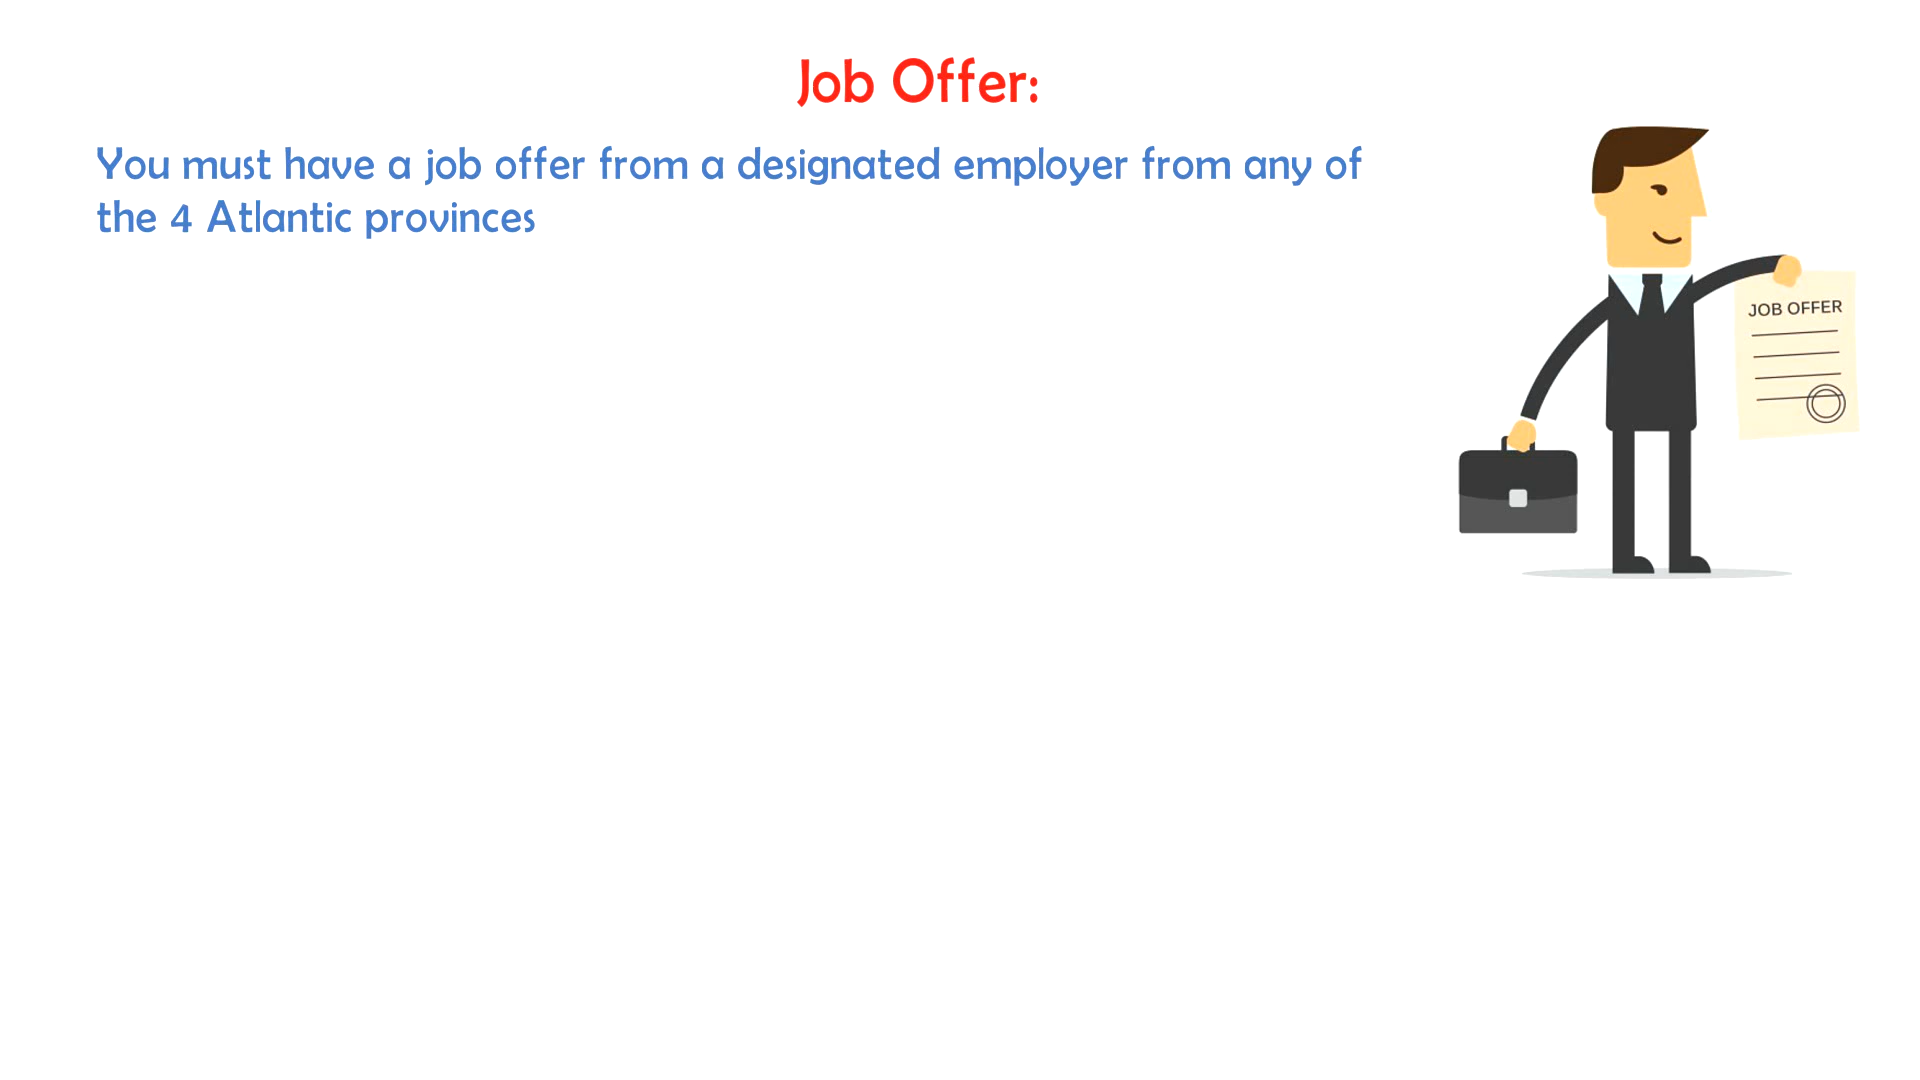 Job Offer:
You must have a job offer from a designated employer from any of
the 4 Atlantic provinces
JOB OFFER